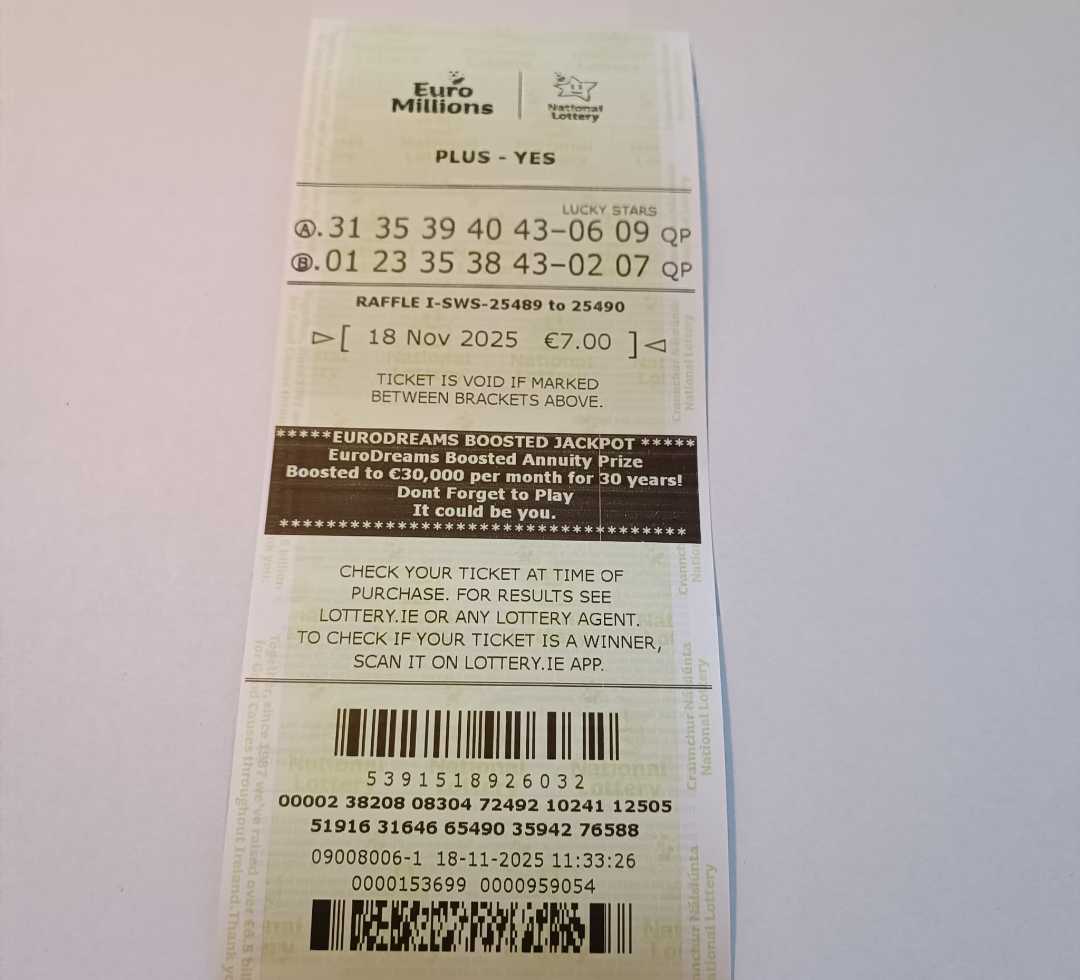 Euro Millions
National Lottery
PLUS - YES
LUCKY STARS
Ⓐ. 31 35 39 40 43-06 09 QP
Ⓑ. 01 23 35 38 43-02 07 QP
RAFFLE I-SWS-25489 to 25490
▷[ 18 Nov 2025 €7.00 ]◁
TICKET IS VOID IF MARKED
BETWEEN BRACKETS ABOVE.
*****EURODREAMS BOOSTED JACKPOT *****
EuroDreams Boosted Annuity Prize
Boosted to €30,000 per month for 30 years!
Dont Forget to Play
It could be you.
***********************************
CHECK YOUR TICKET AT TIME OF
PURCHASE. FOR RESULTS SEE
LOTTERY.IE OR ANY LOTTERY AGENT.
TO CHECK IF YOUR TICKET IS A WINNER,
SCAN IT ON LOTTERY.IE APP.
5391518926032
00002 38208 08304 72492 10241 12505
51916 31646 65490 35942 76588
09008006-1 18-11-2025 11:33:26
0000153699 0000959054
Crannchur Násiúnta
National Lottery